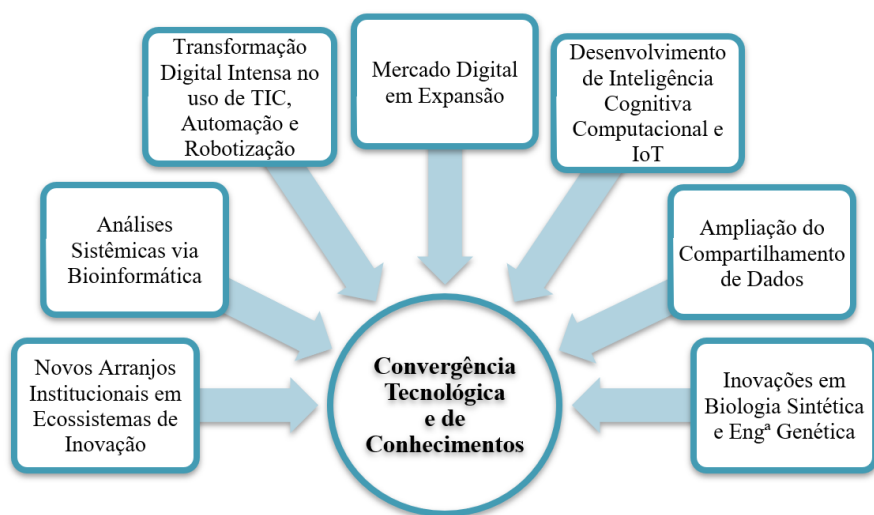 Transformação
Digital Intensa no
uso de TIC,
Automação e
Robotização
Mercado Digital
em Expansão
Desenvolvimento
de Inteligência
Cognitiva
Computacional e
IoT
Análises
Sistêmicas via
Bioinformática
Ampliação do
Compartilhamento
de Dados
Novos Arranjos
Institucionais em
Ecossistemas de
Inovação
Convergência
Tecnológica
e de
Conhecimentos
Inovações em
Biologia Sintética
e Engª Genética